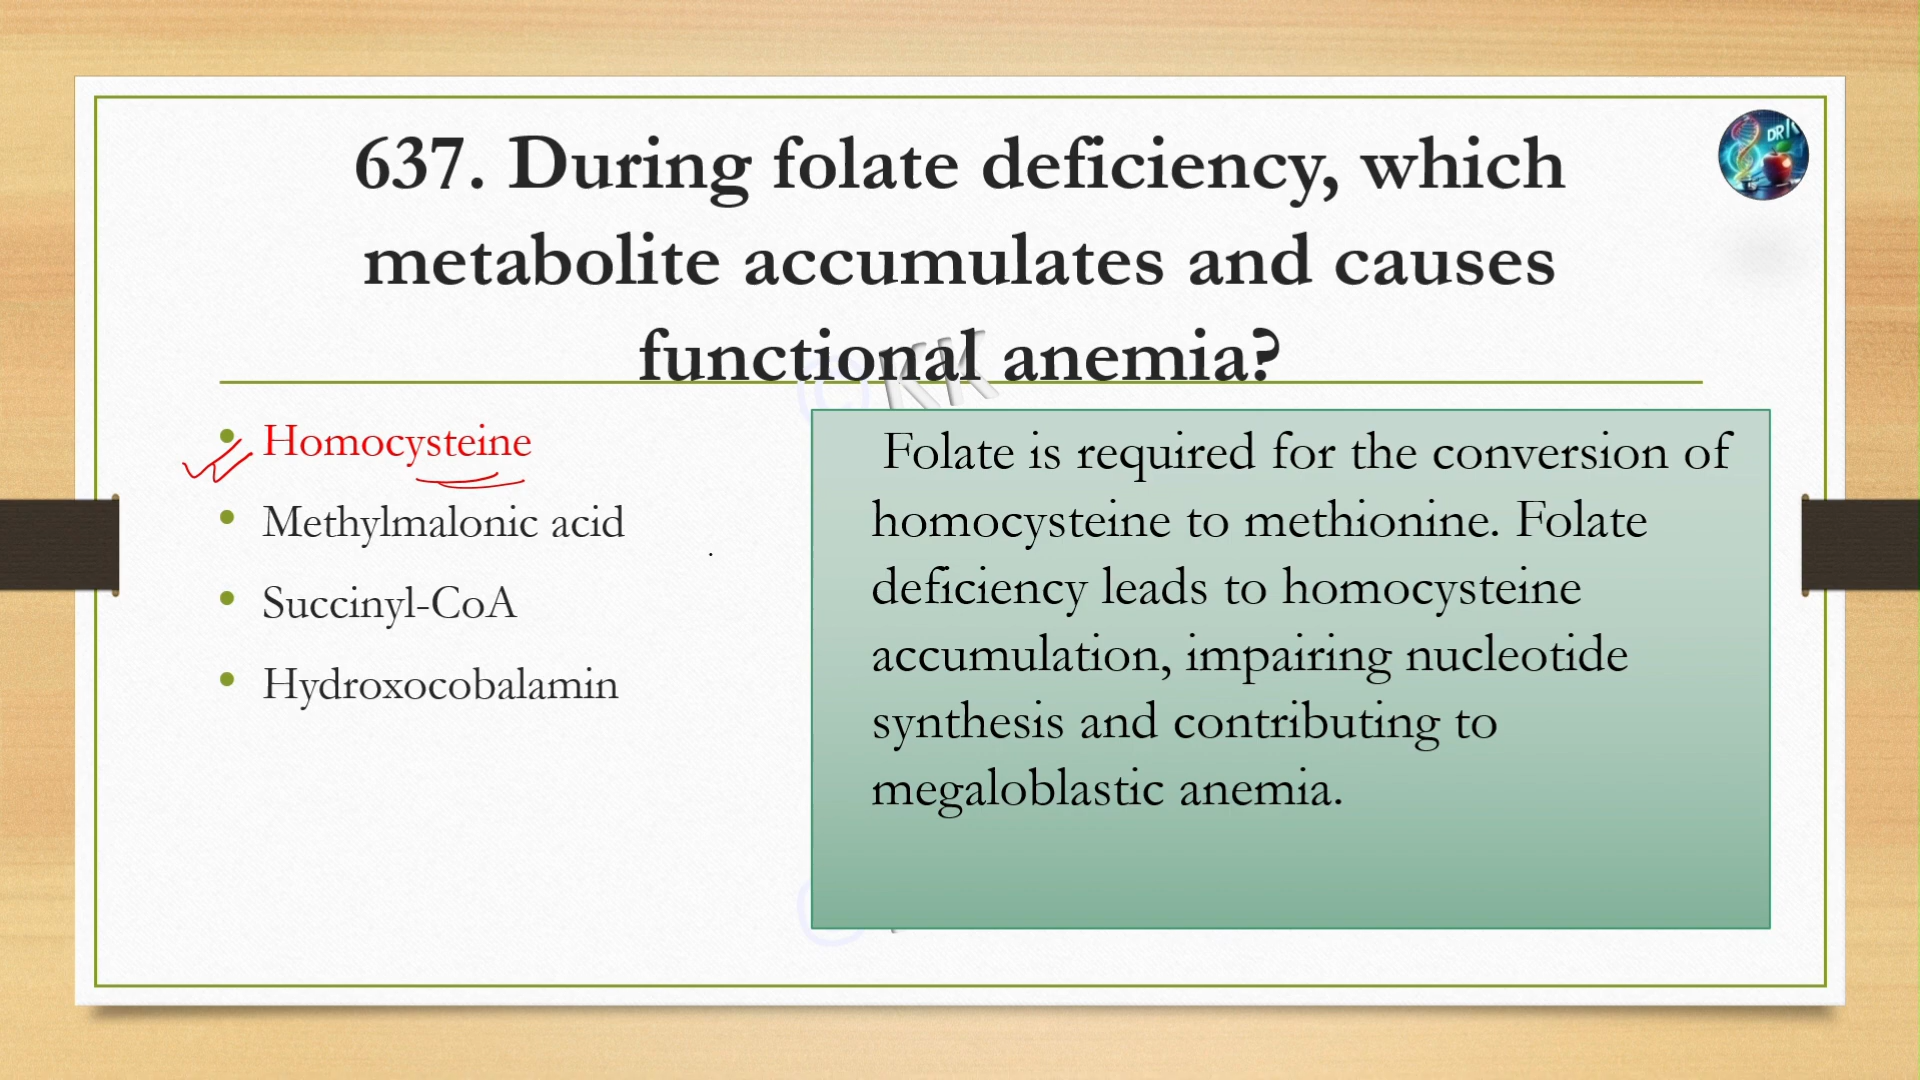 637. During folate deficiency, which
metabolite accumulates and causes
functional anemia?
DR
© KK
• Homocysteine
• Methylmalonic acid
• Succinyl-CoA
• Hydroxocobalamin
Folate is required for the conversion of
homocysteine to methionine. Folate
deficiency leads to homocysteine
accumulation, impairing nucleotide
synthesis and contributing to
megaloblastic anemia.